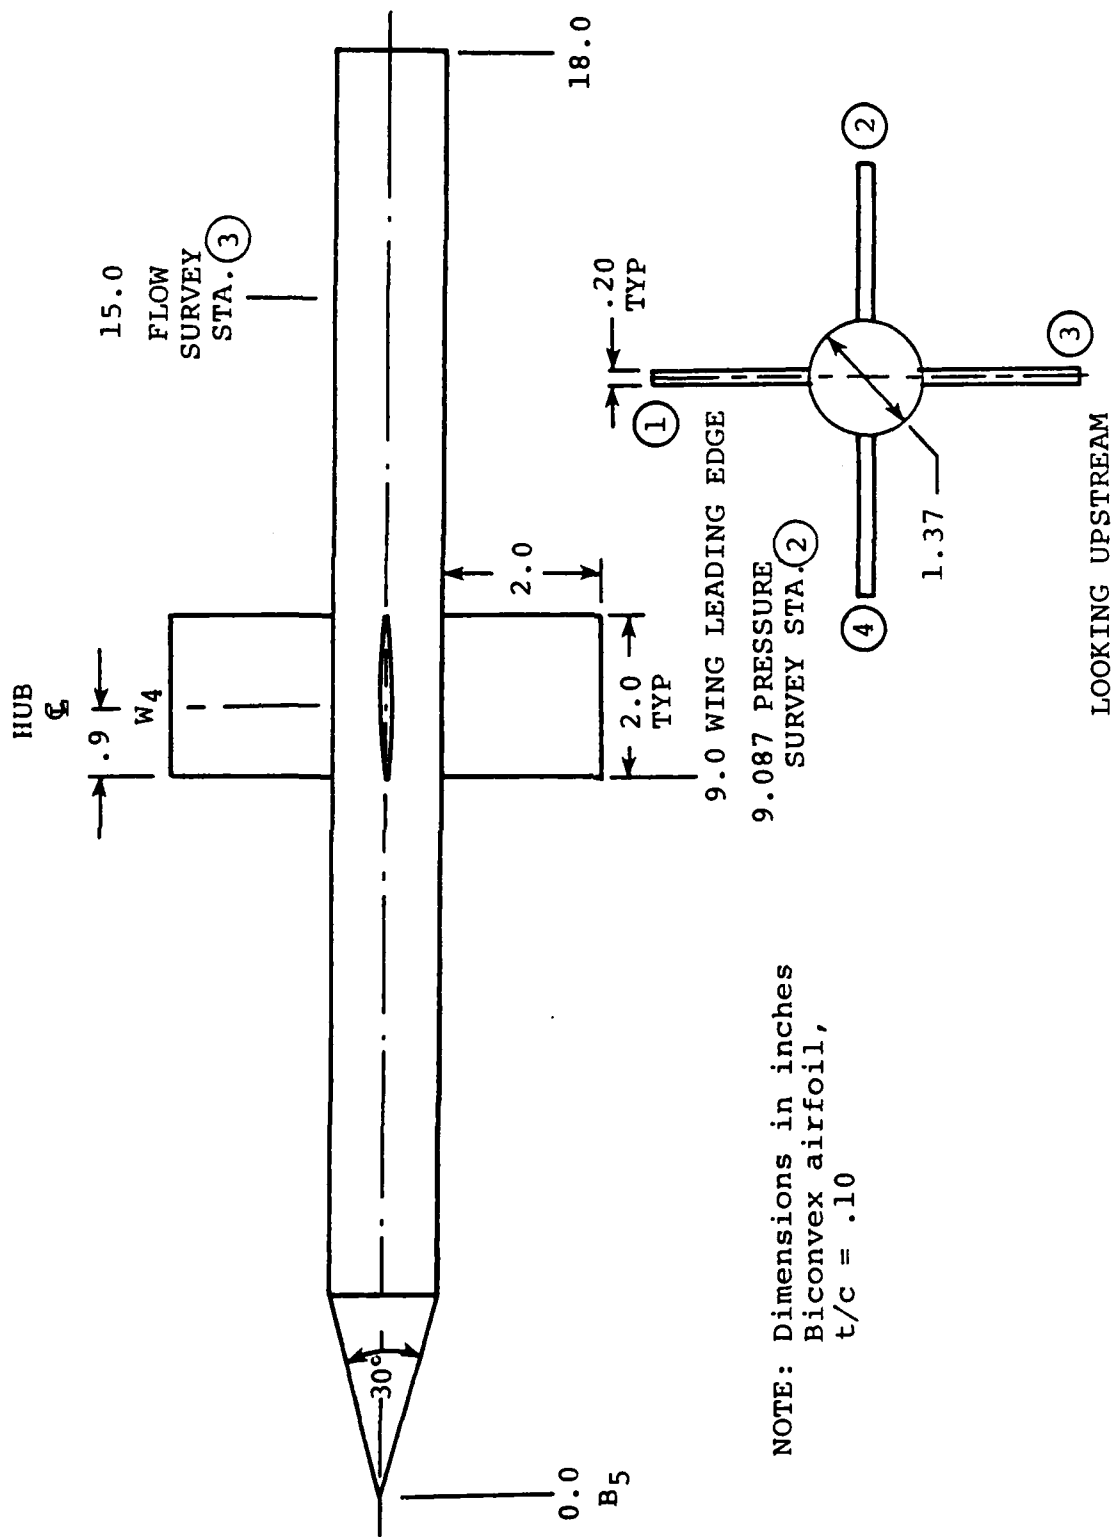 HUB
℄
.9
W4
15.0
FLOW
SURVEY
STA. 3
18.0
30°
0.0
B5
2.0
2.0
TYP
9.0 WING LEADING EDGE
9.087 PRESSURE
SURVEY STA. 2
.20
TYP
1
2
3
4
1.37
LOOKING UPSTREAM
NOTE: Dimensions in inches
Biconvex airfoil,
t/c = .10